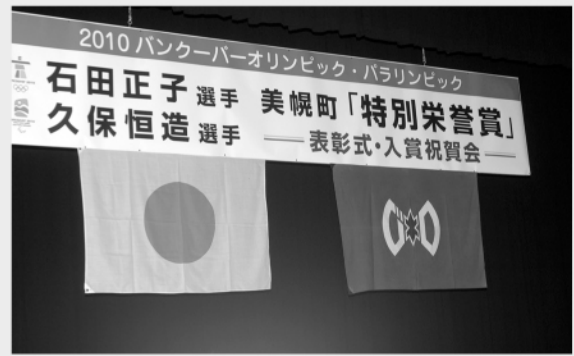 2010 バンクーバーオリンピック・パラリンピック
石田正子 選手
久保恒造 選手
美幌町「特別栄誉賞」
表彰式・入賞祝賀会